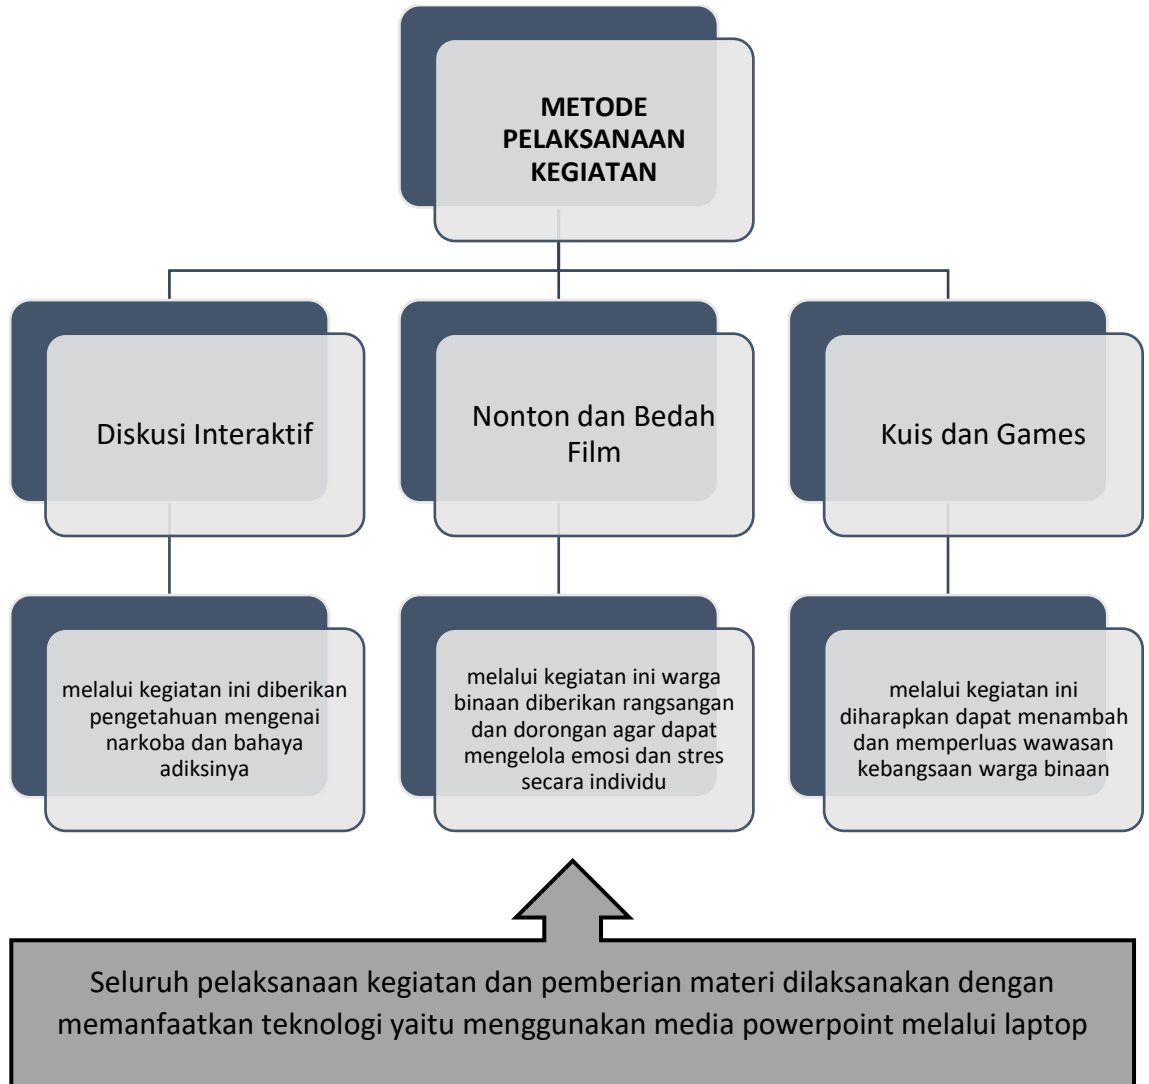 METODE
PELAKSANAAN
KEGIATAN
Diskusi Interaktif
Nonton dan Bedah
Film
Kuis dan Games
melalui kegiatan ini diberikan
pengetahuan mengenai
narkoba dan bahaya
adiksinya
melalui kegiatan ini warga
binaan diberikan rangsangan
dan dorongan agar dapat
mengelola emosi dan stres
secara individu
melalui kegiatan ini
diharapkan dapat menambah
dan memperluas wawasan
kebangsaan warga binaan
Seluruh pelaksanaan kegiatan dan pemberian materi dilaksanakan dengan
memanfaatkan teknologi yaitu menggunakan media powerpoint melalui laptop